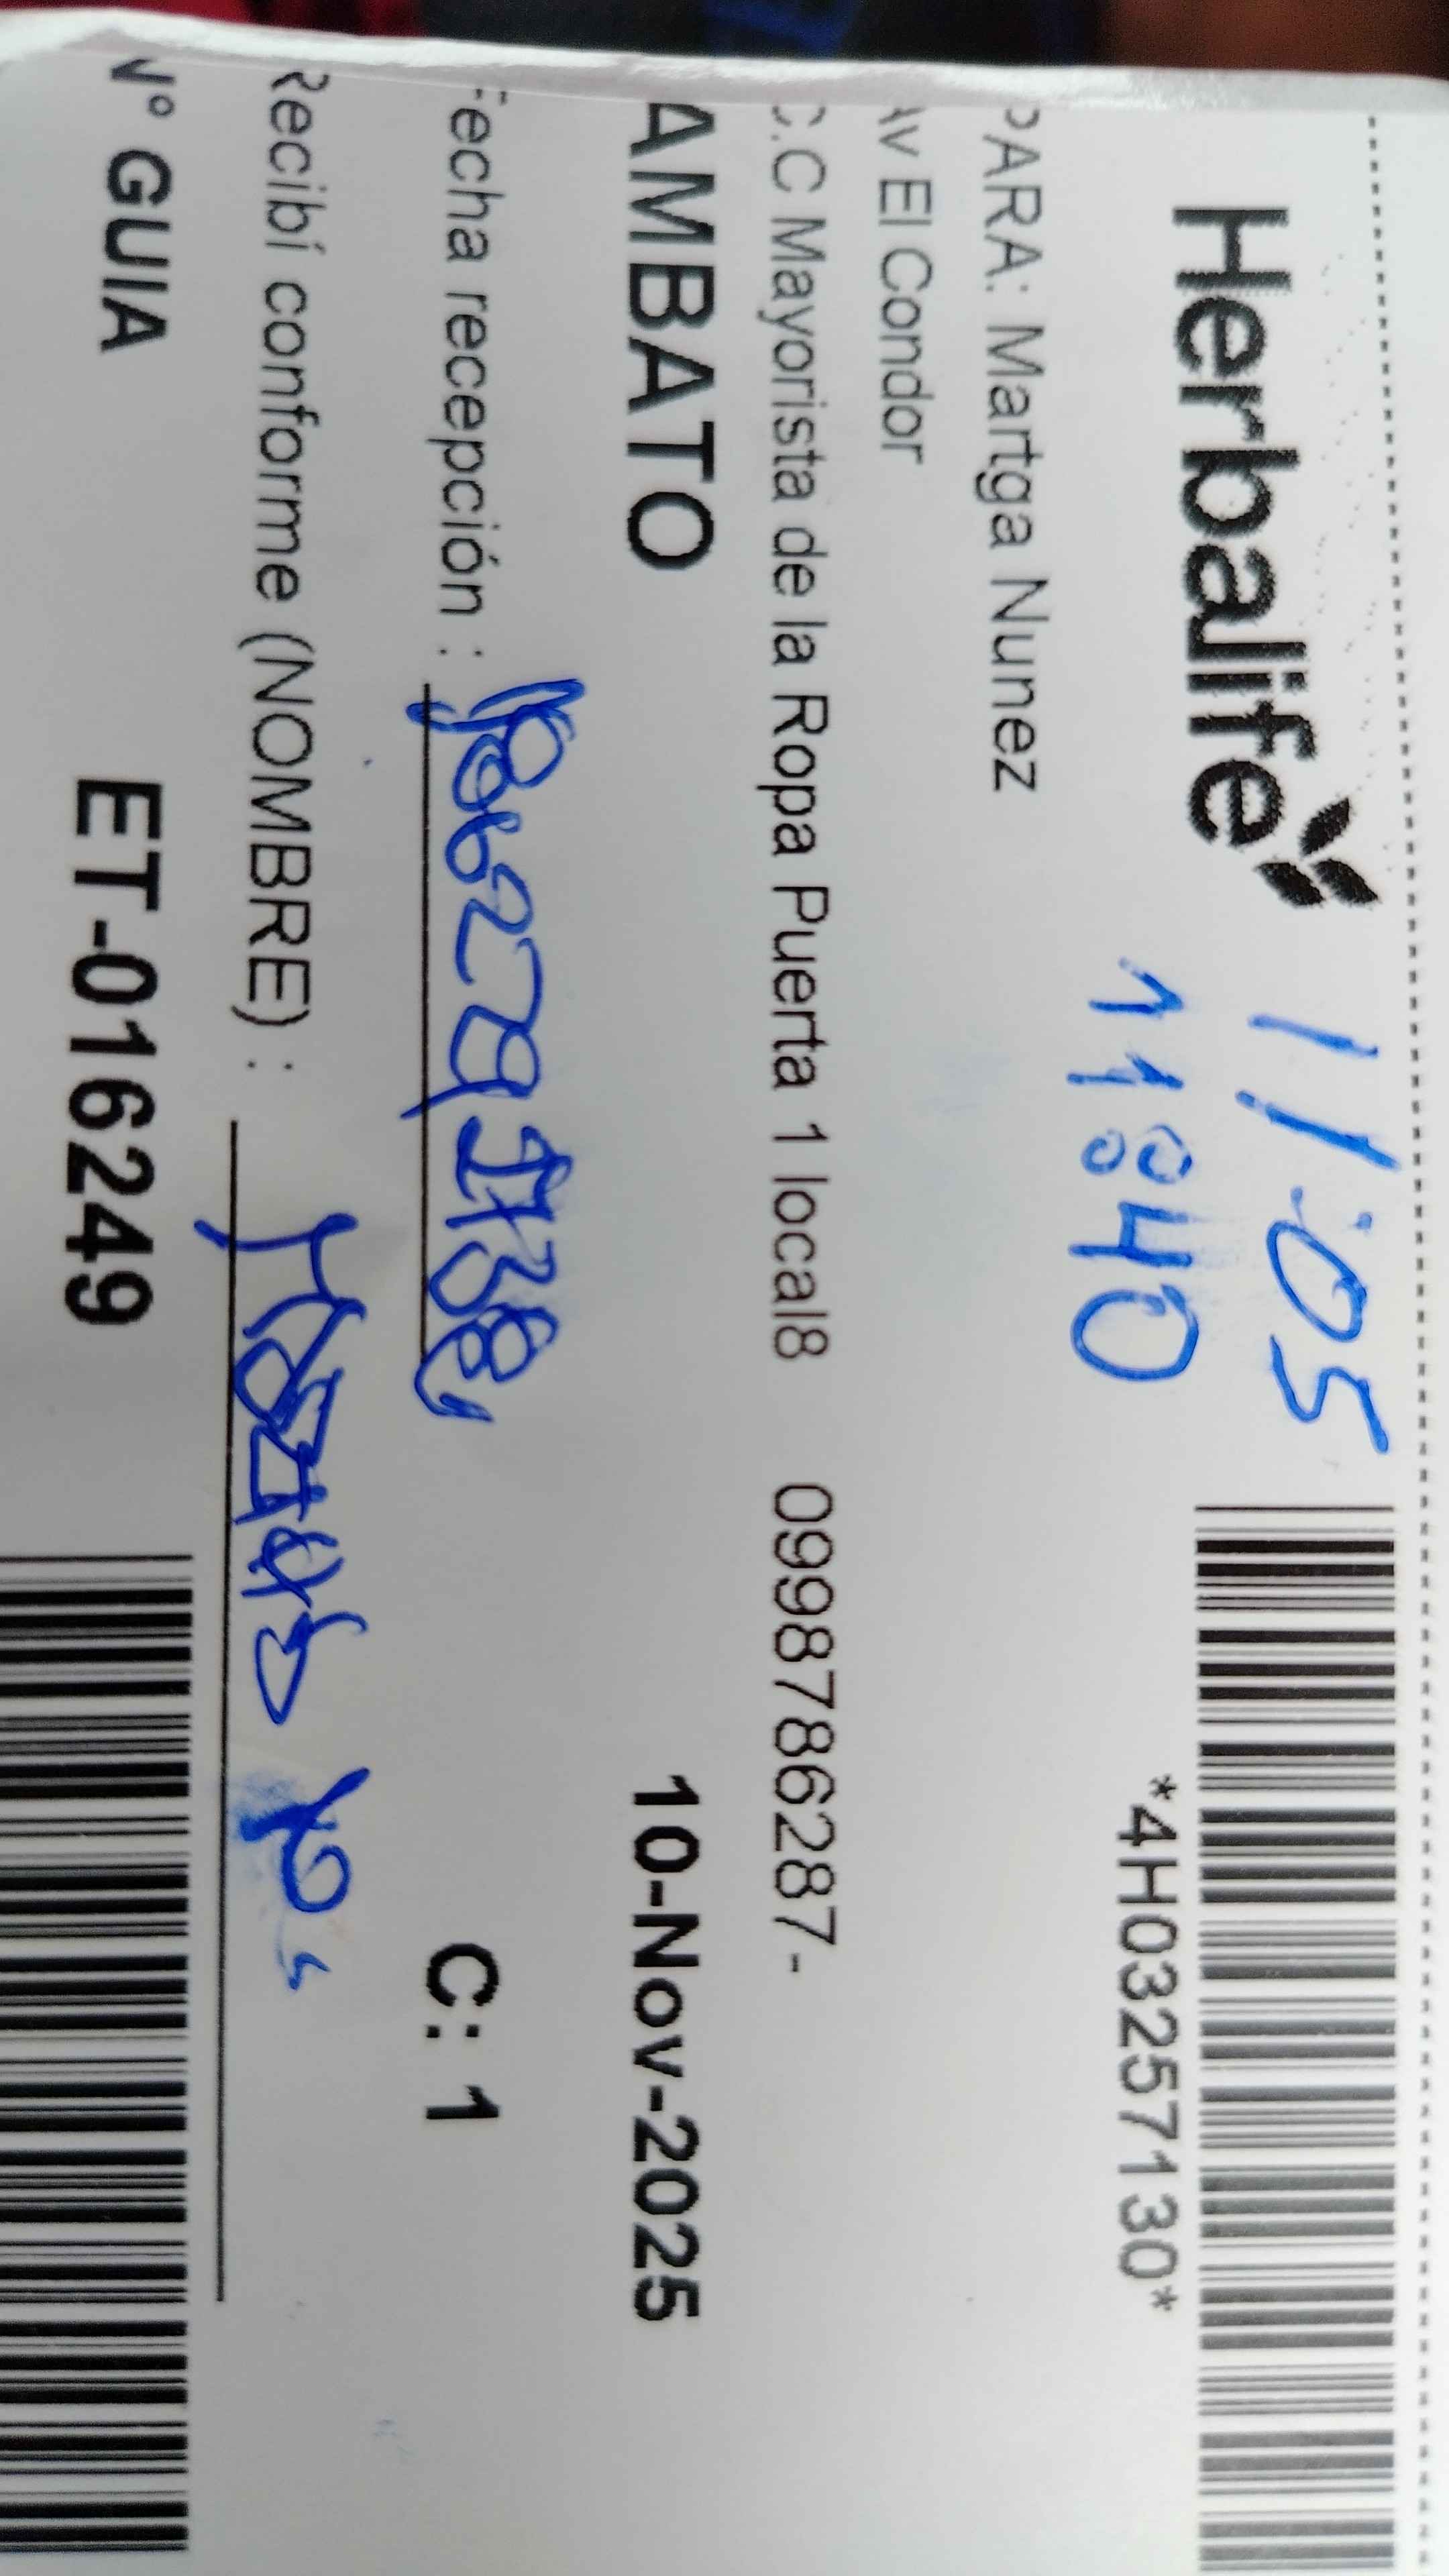 Herbalife
11:05
11:40
*4H03257130*
PARA: Martga Nunez
Av El Condor
C.C Mayorista de la Ropa Puerta 1 local8 0998786287-
AMBATO 10-Nov-2025
Fecha recepción : C: 1
Recibí conforme (NOMBRE) :
N° GUIA ET-016249